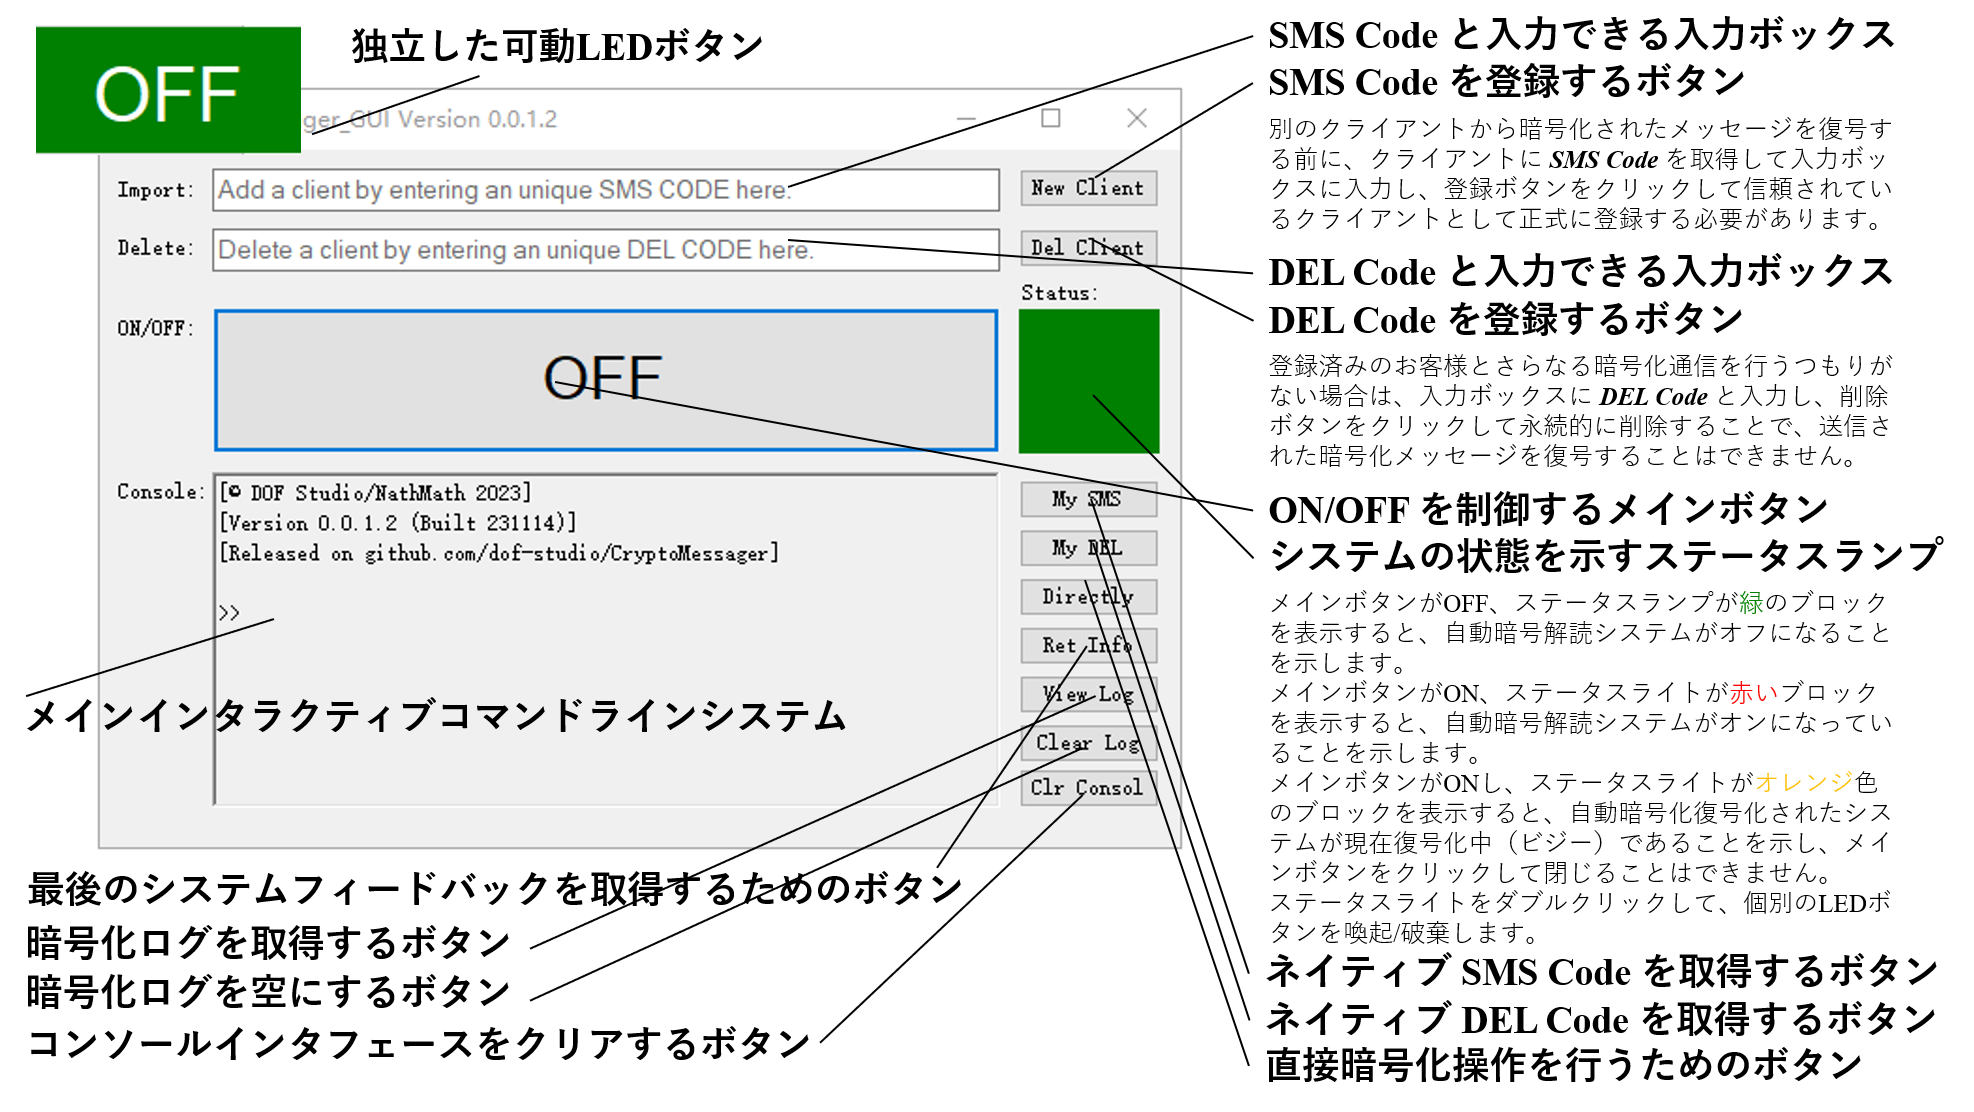 OFF
独立した可動LEDボタン
ger_GUI Version 0.0.1.2
Import:
Add a client by entering an unique SMS CODE here.
New Client
Delete:
Delete a client by entering an unique DEL CODE here.
Del Client
Status:
ON/OFF:
OFF
Console:
[© DOF Studio/NathMath 2023]
[Version 0.0.1.2 (Built 231114)]
[Released on github.com/dof-studio/CryptoMessager]
>>
My SMS
My DEL
Directly
Ret Info
View Log
Clear Log
Clr Consol
メインインタラクティブコマンドラインシステム
最後のシステムフィードバックを取得するためのボタン
暗号化ログを取得するボタン
暗号化ログを空にするボタン
コンソールインタフェースをクリアするボタン
SMS Code と入力できる入力ボックス
SMS Code を登録するボタン
別のクライアントから暗号化されたメッセージを復号す
る前に、クライアントに SMS Code を取得して入力ボッ
クスに入力し、登録ボタンをクリックして信頼されてい
るクライアントとして正式に登録する必要があります。
DEL Code と入力できる入力ボックス
DEL Code を登録するボタン
登録済みのお客様とさらなる暗号化通信を行うつもりが
ない場合は、入力ボックスに DEL Code と入力し、削除
ボタンをクリックして永続的に削除することで、送信さ
れた暗号化メッセージを復号することはできません。
ON/OFF を制御するメインボタン
システムの状態を示すステータスランプ
メインボタンがOFF、ステータスランプが緑のブロック
を表示すると、自動暗号解読システムがオフになること
を示します。
メインボタンがON、ステータスライトが赤いブロック
を表示すると、自動暗号解読システムがオンになってい
ることを示します。
メインボタンがONし、ステータスライトがオレンジ色
のブロックを表示すると、自動暗号化復号化されたシス
テムが現在復号化中（ビジー）であることを示し、メイ
ンボタンをクリックして閉じることはできません。
ステータスライトをダブルクリックして、個別のLEDボ
タンを喚起/破棄します。
ネイティブ SMS Code を取得するボタン
ネイティブ DEL Code を取得するボタン
直接暗号化操作を行うためのボタン